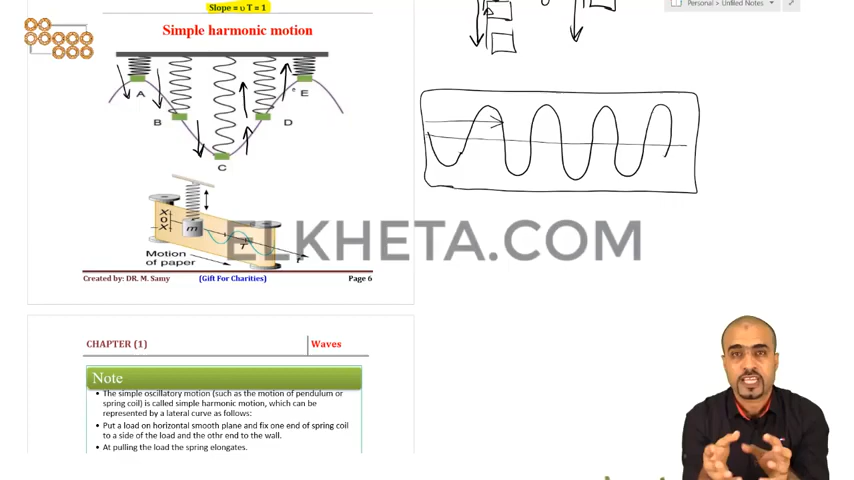 Slope = υ T = 1
Personal > Unfiled Notes
Simple harmonic motion
A
E
e
B
D
C
X
O
X
m
T
Motion
of paper
ELKHETA.COM
Created by: DR. M. Samy
(Gift For Charities)
Page 6
CHAPTER (1)
Waves
Note
• The simple oscillatory motion (such as the motion of pendulum or
spring coil) is called simple harmonic motion, which can be
represented by a lateral curve as follows:
• Put a load on horizontal smooth plane and fix one end of spring coil
to a side of the load and the othr end to the wall.
• At pulling the load the spring elongates.